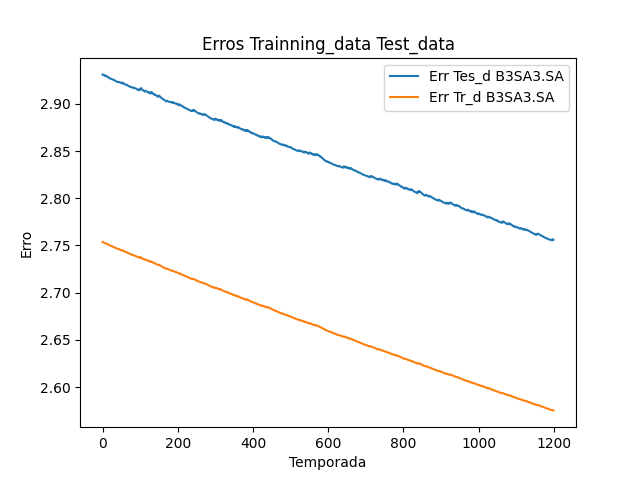 Erros Trainning_data Test_data
Err Tes_d B3SA3.SA
Err Tr_d B3SA3.SA
Erro
2.90
2.85
2.80
2.75
2.70
2.65
2.60
0 200 400 600 800 1000 1200
Temporada